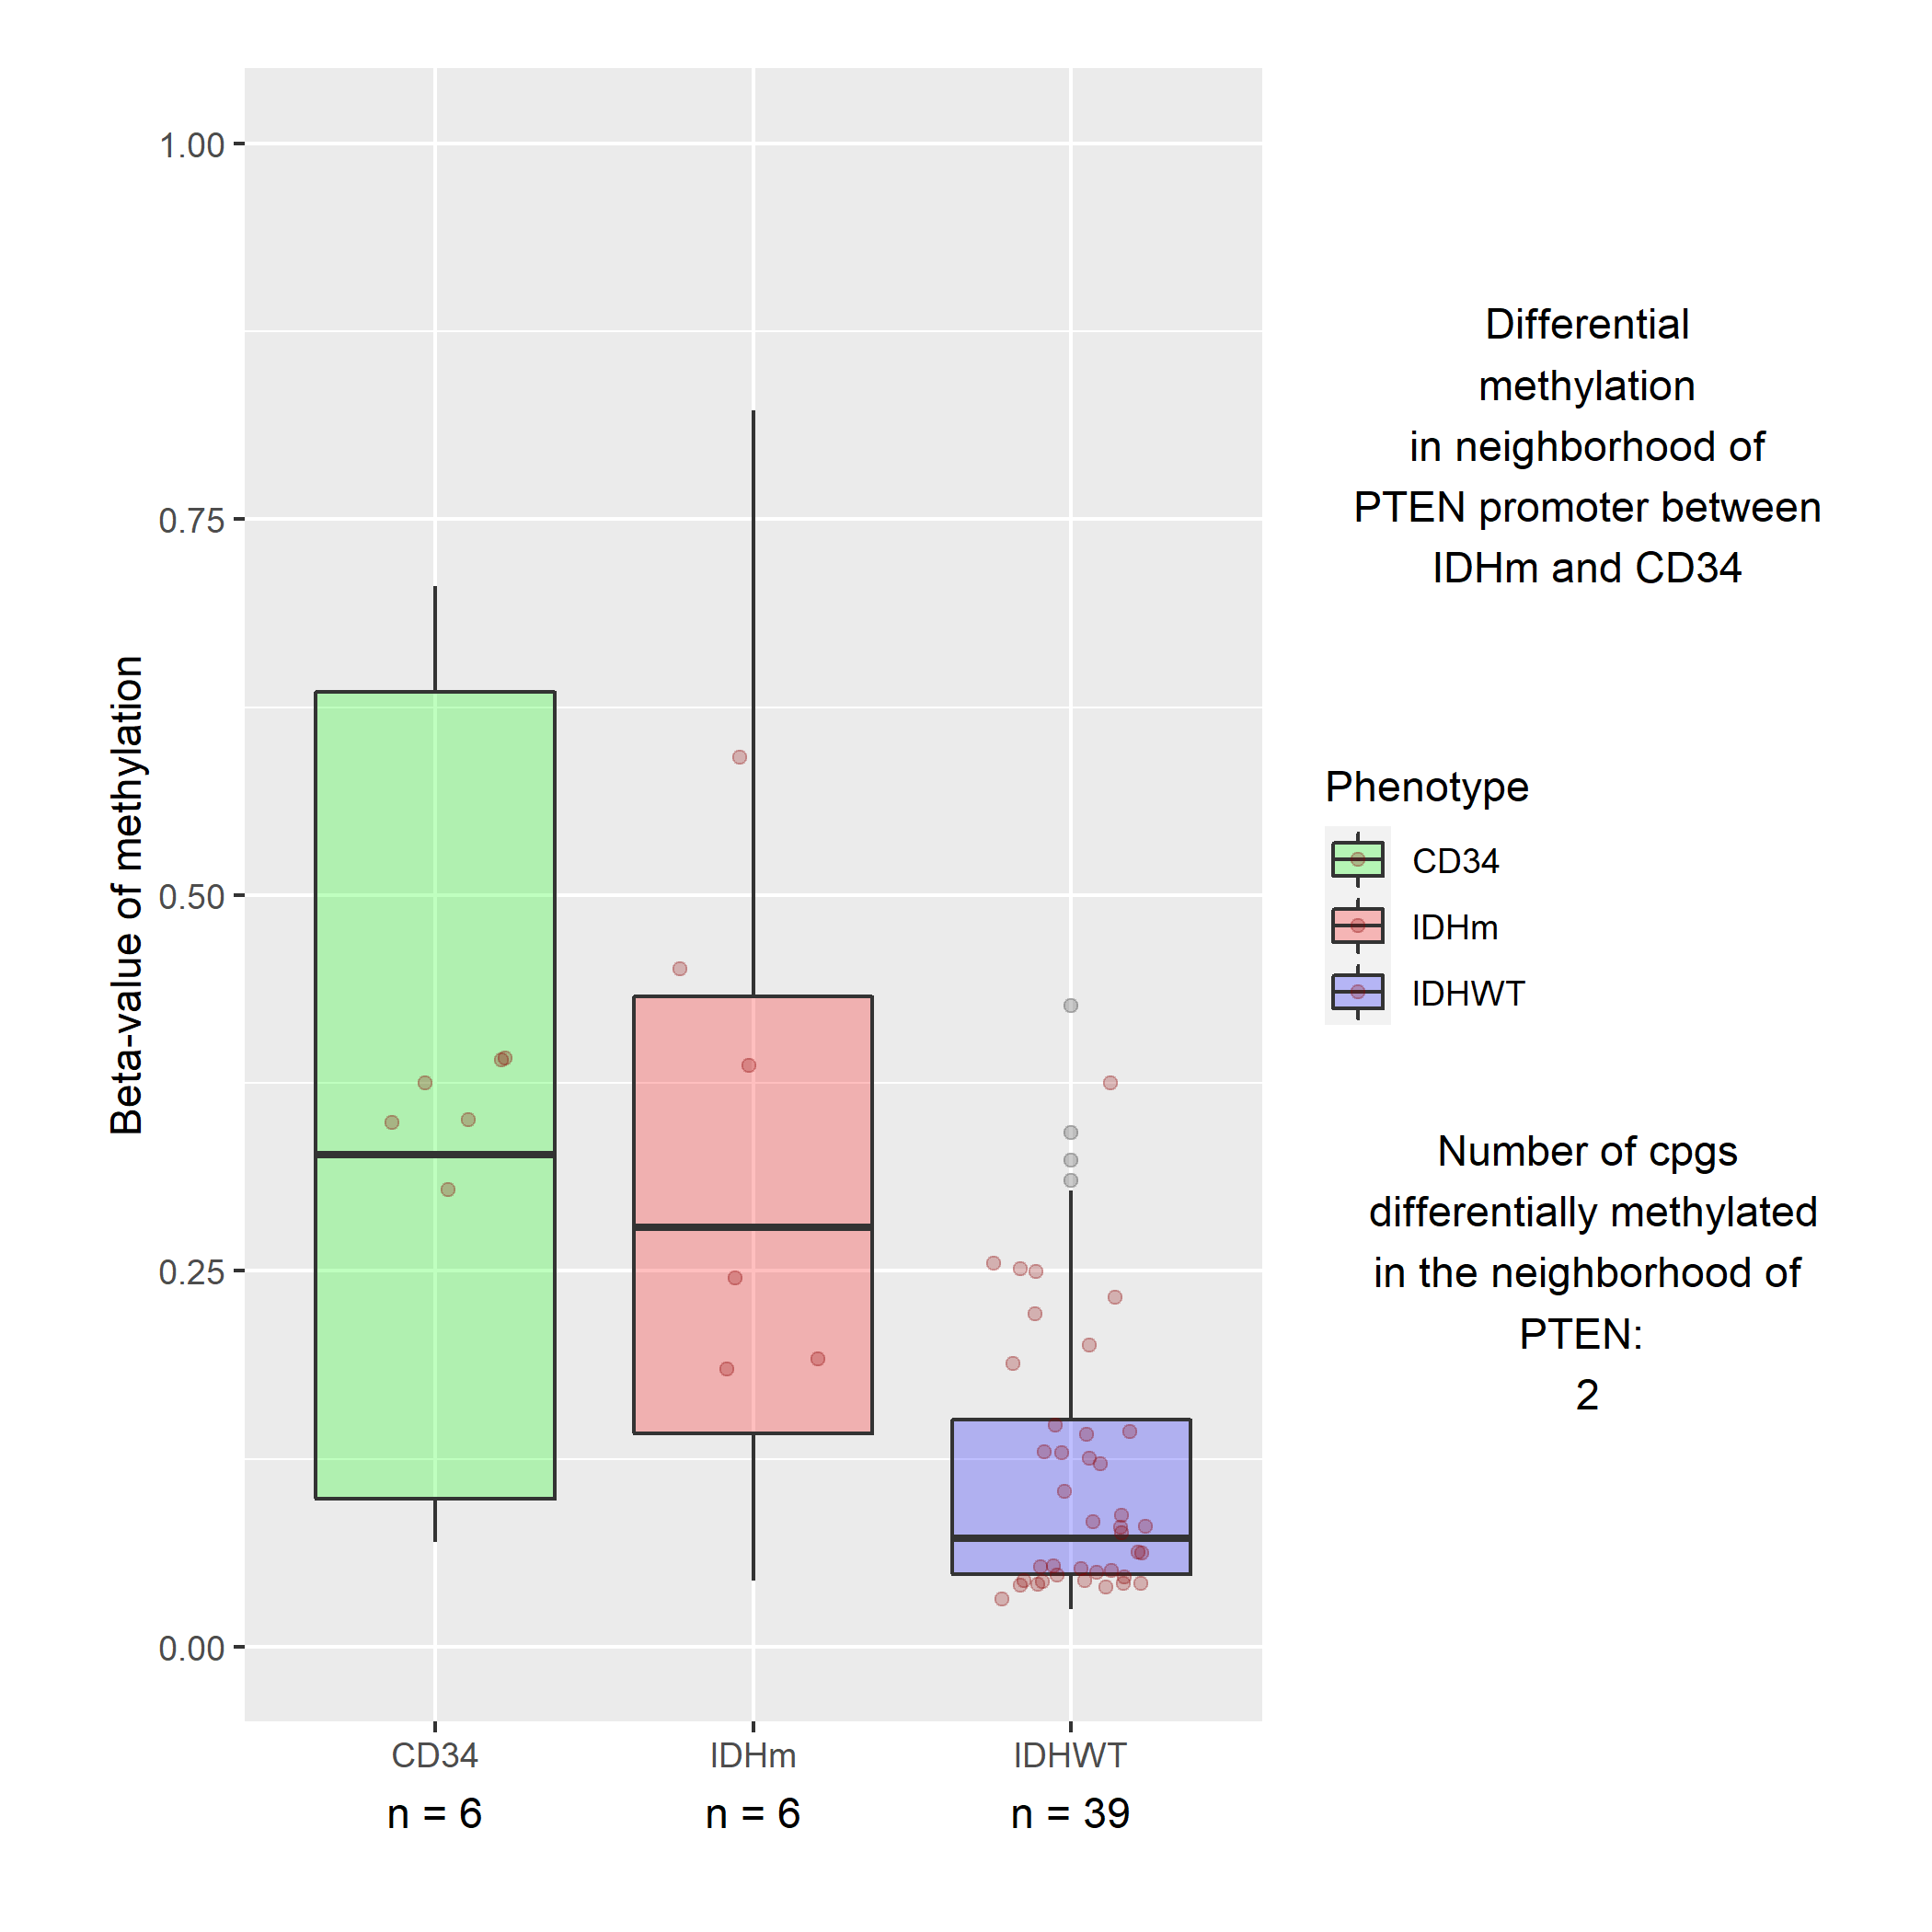 1.00
0.75
0.50
0.25
0.00
Beta-value of methylation
CD34
IDHm
IDHWT
n = 6
n = 6
n = 39
Differential
methylation
in neighborhood of
PTEN promoter between
IDHm and CD34
Phenotype
CD34
IDHm
IDHWT
Number of cpgs
differentially methylated
in the neighborhood of
PTEN:
2